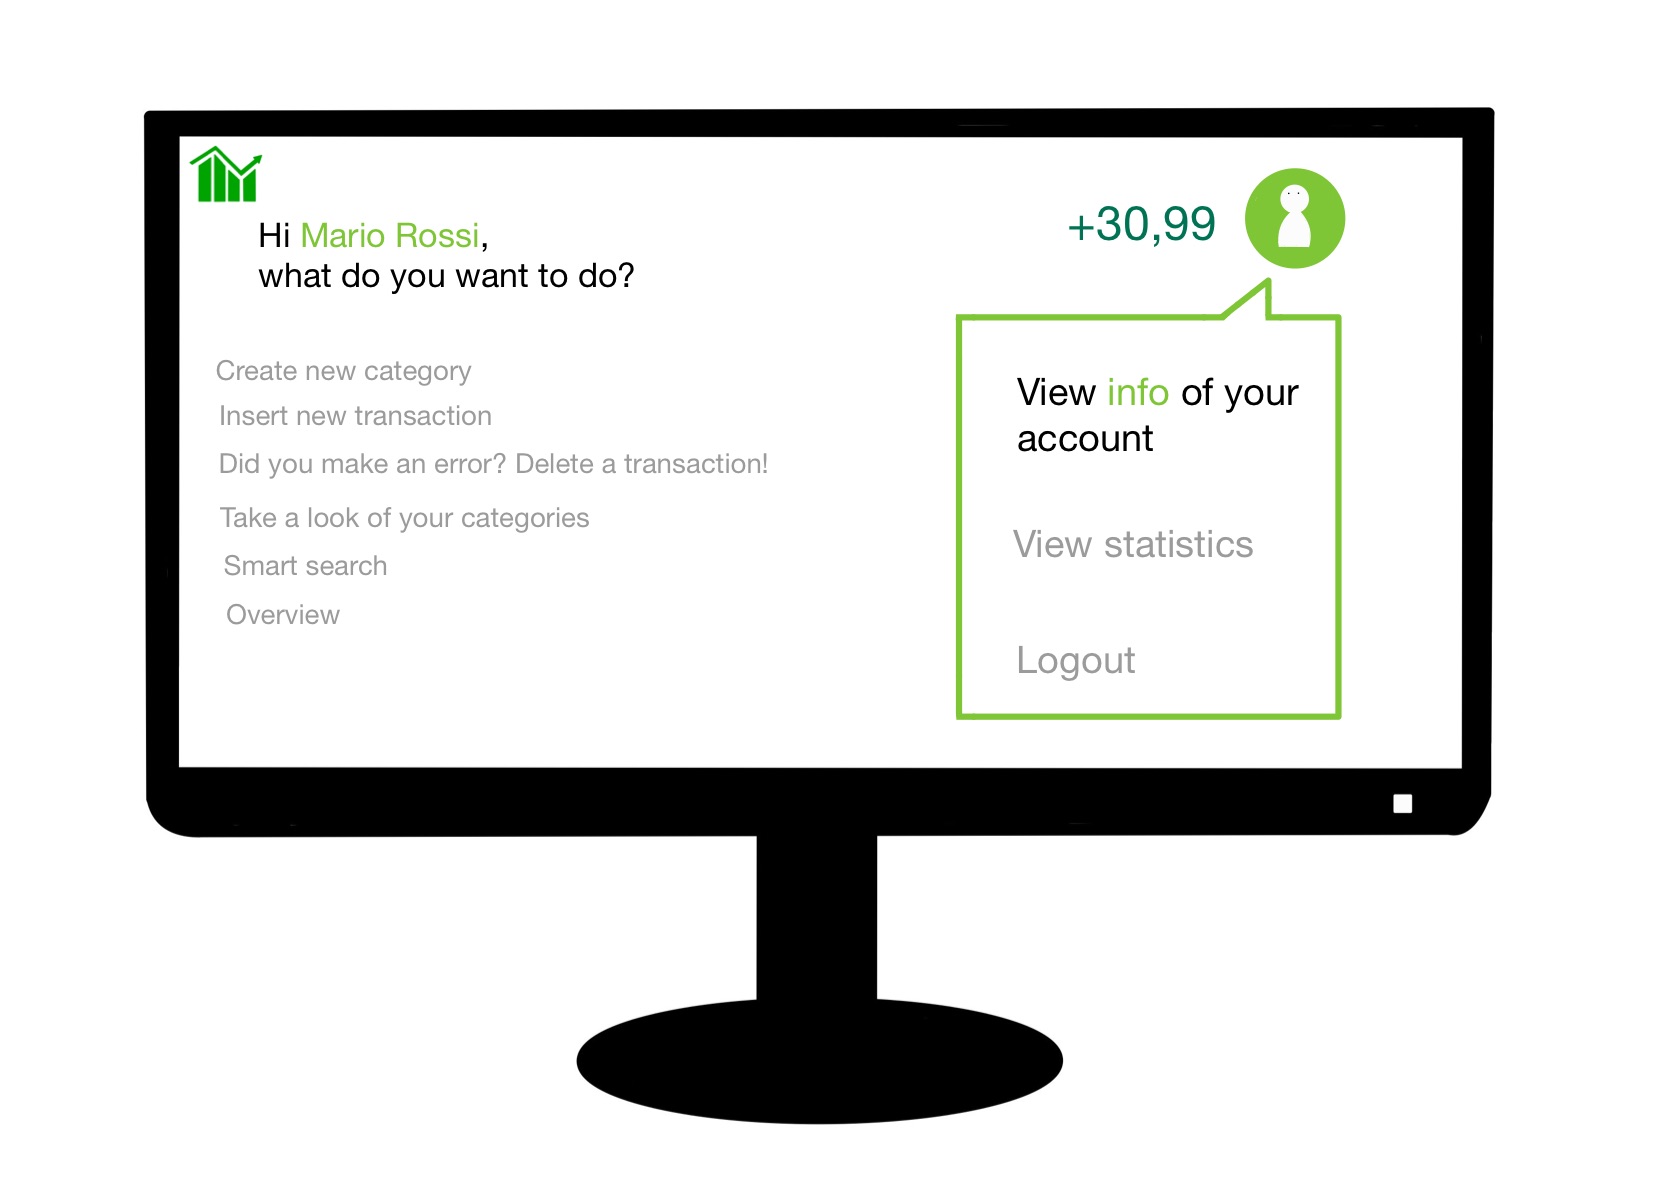 Hi Mario Rossi,
what do you want to do?
+30,99
Create new category
Insert new transaction
Did you make an error? Delete a transaction!
Take a look of your categories
Smart search
Overview
View info of your
account
View statistics
Logout